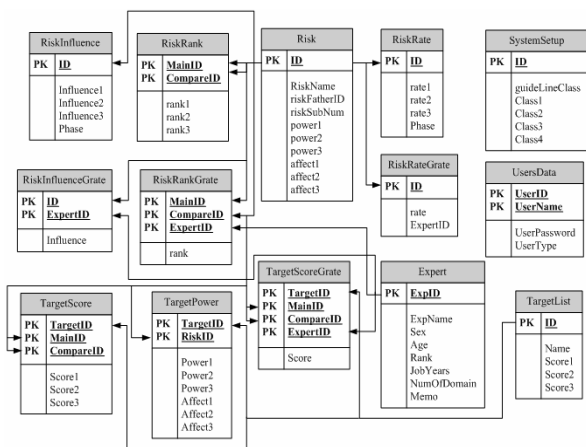 RiskInfluence
PK ID
Influence1
Influence2
Influence3
Phase
RiskRank
PK MainID
PK CompareID
rank1
rank2
rank3
Risk
PK ID
RiskName
riskFatherID
riskSubNum
power1
power2
power3
affect1
affect2
affect3
RiskRate
PK ID
rate1
rate2
rate3
Phase
SystemSetup
PK ID
guideLineClass
Class1
Class2
Class3
Class4
RiskInfluenceGrate
PK ID
PK ExpertID
Influence
RiskRankGrate
PK MainID
PK CompareID
PK ExpertID
rank
RiskRateGrate
PK ID
rate
ExpertID
UsersData
PK UserID
PK UserName
UserPassword
UserType
TargetScore
PK TargetID
PK MainID
PK CompareID
Score1
Score2
Score3
TargetPower
PK TargetID
PK RiskID
Power1
Power2
Power3
Affect1
Affect2
Affect3
TargetScoreGrate
PK TargetID
PK MainID
PK CompareID
PK ExpertID
Score
Expert
PK ExpID
ExpName
Sex
Age
Rank
JobYears
NumOfDomain
Memo
TargetList
PK ID
Name
Score1
Score2
Score3